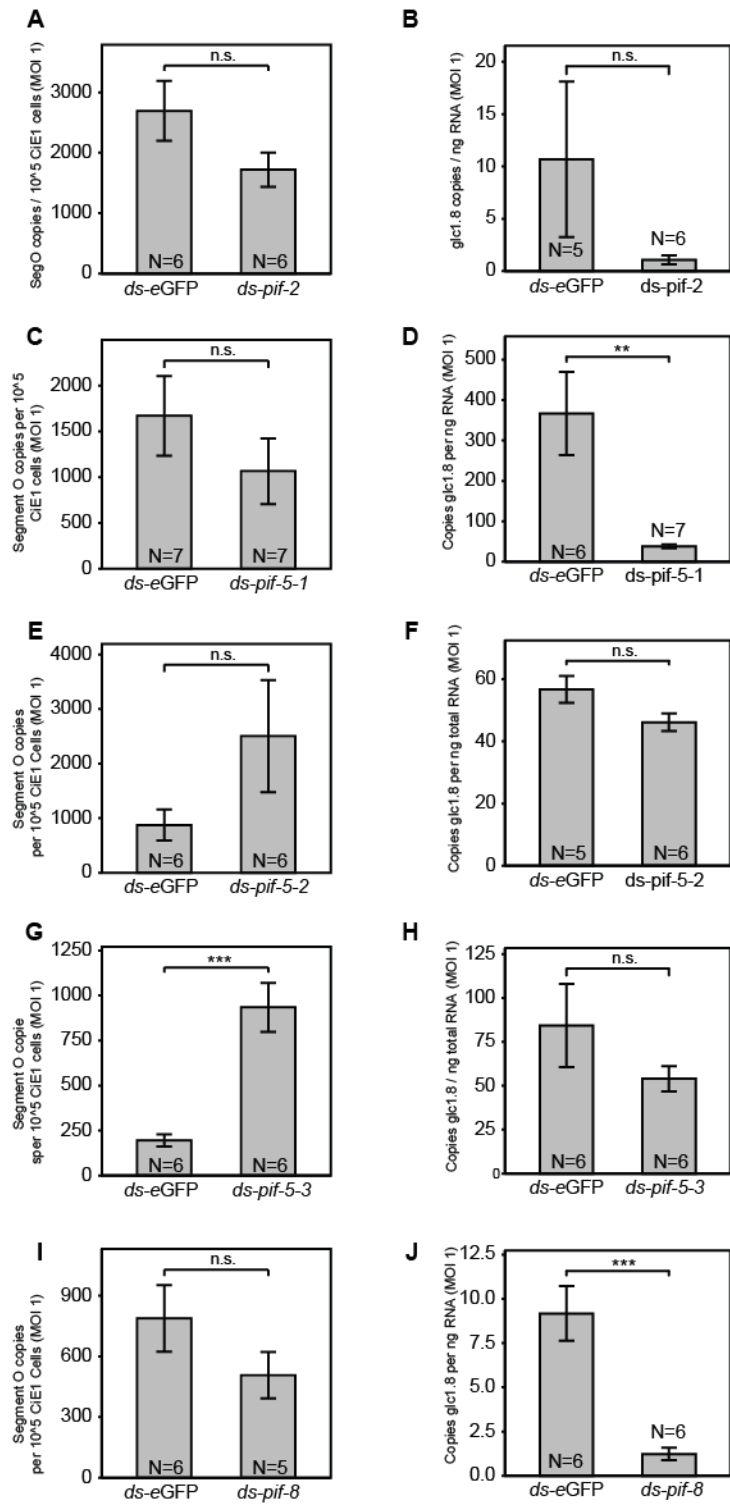 A
SegO copies / 10^5 CiE1 cells (MOI 1)
3000
2000
1000
0
n.s.
N=6
N=6
ds-eGFP
ds-pif-2
B
glc1.8 copies / ng RNA (MOI 1)
20
15
10
5
0
n.s.
N=5
N=6
ds-eGFP
ds-pif-2
C
Segment O copies per 10^5
CiE1 cells (MOI 1)
2000
1500
1000
500
0
n.s.
N=7
N=7
ds-eGFP
ds-pif-5-1
D
Copies glc1.8 per ng RNA (MOI 1)
500
400
300
200
100
0
**
N=6
N=7
ds-eGFP
ds-pif-5-1
E
Segment O copies
per 10^5 CiE1 Cells (MOI 1)
4000
3000
2000
1000
0
n.s.
N=6
N=6
ds-eGFP
ds-pif-5-2
F
Copies glc1.8 per ng total RNA (MOI 1)
60
40
20
0
n.s.
N=5
N=6
ds-eGFP
ds-pif-5-2
G
Segment O copie
sper 10^5 CiE1 cells (MOI 1)
1250
1000
750
500
250
0
***
N=6
N=6
ds-eGFP
ds-pif-5-3
H
Copies glc1.8 / ng total RNA (MOI 1)
125
100
75
50
25
0
n.s.
N=6
N=6
ds-eGFP
ds-pif-5-3
I
Segment O copies
per 10^5 CiE1 Cells (MOI 1)
900
600
300
0
n.s.
N=6
N=5
ds-eGFP
ds-pif-8
J
Copies glc1.8 per ng RNA (MOI 1)
12.5
10.0
7.5
5.0
2.5
0.0
***
N=6
N=6
ds-eGFP
ds-pif-8